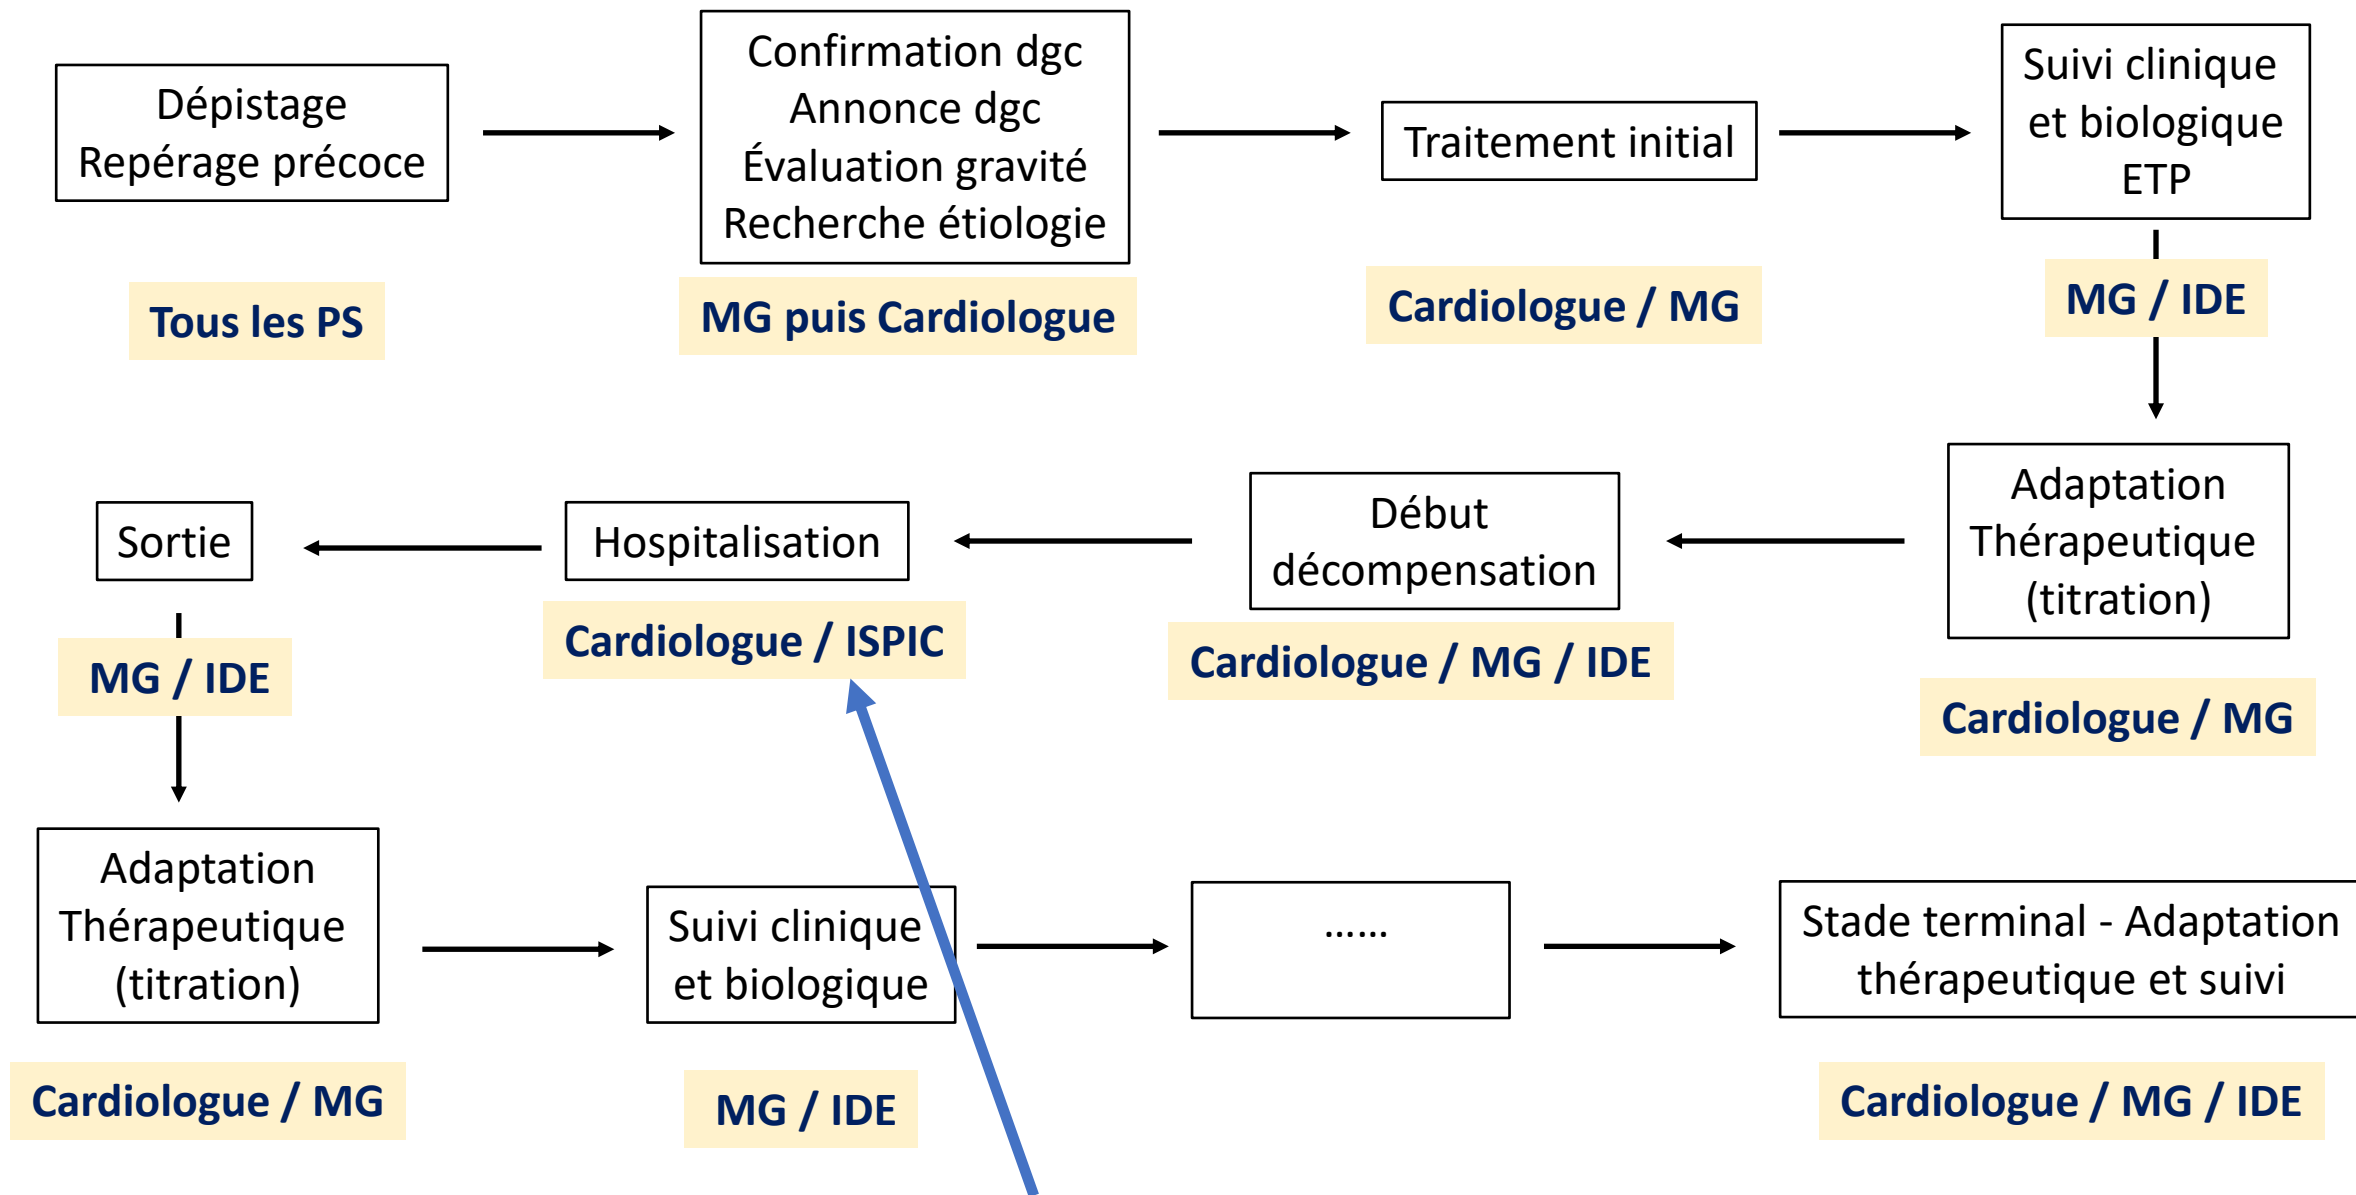 Dépistage
Repérage précoce
Tous les PS
Confirmation dgc
Annonce dgc
Évaluation gravité
Recherche étiologie
MG puis Cardiologue
Traitement initial
Cardiologue / MG
Suivi clinique
et biologique
ETP
MG / IDE
Adaptation
Thérapeutique
(titration)
Cardiologue / MG
Début
décompensation
Cardiologue / MG / IDE
Hospitalisation
Cardiologue / ISPIC
Sortie
MG / IDE
Adaptation
Thérapeutique
(titration)
Cardiologue / MG
Suivi clinique
et biologique
MG / IDE
......
Stade terminal - Adaptation
thérapeutique et suivi
Cardiologue / MG / IDE